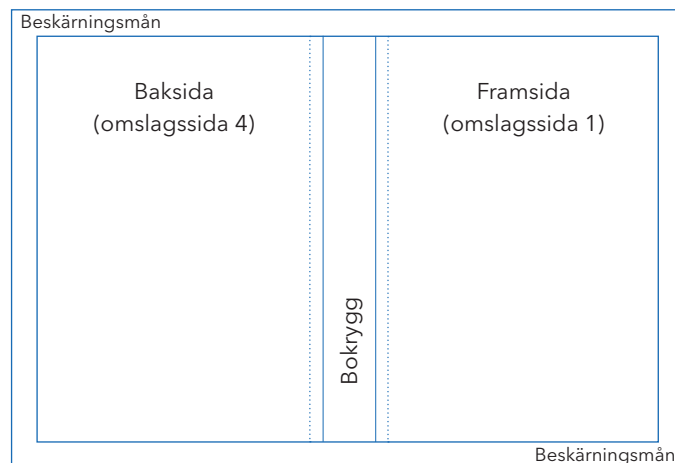 Beskärningsmån
Baksida
(omslagssida 4)
Framsida
(omslagssida 1)
Bokrygg
Beskärningsmån